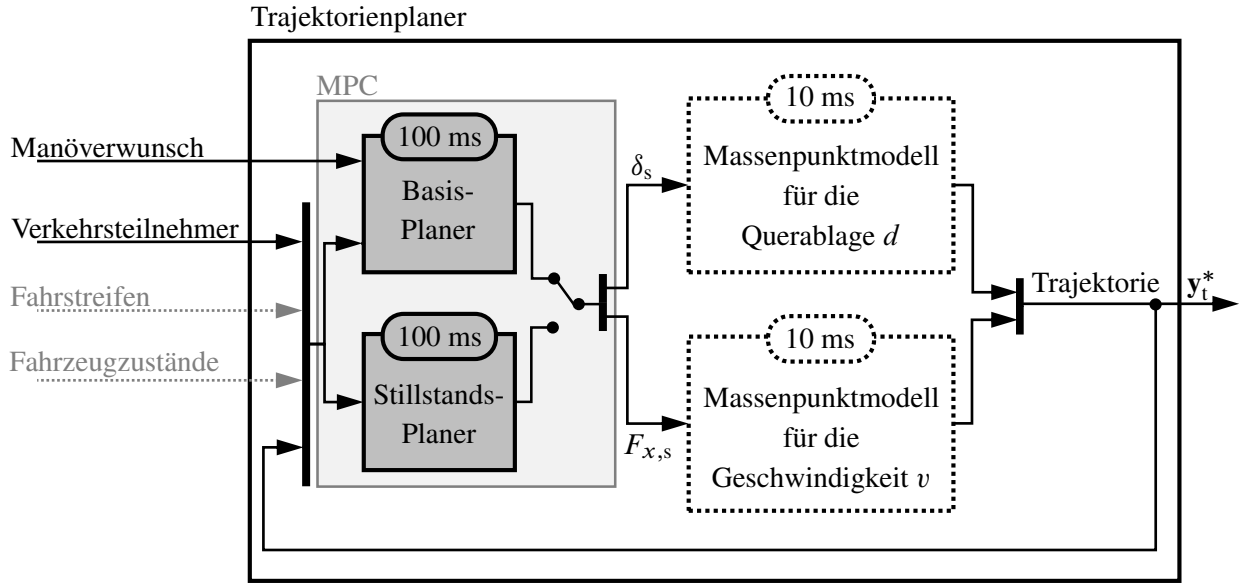 Trajektorienplaner
MPC
Manöverwunsch
Verkehrsteilnehmer
Fahrstreifen
Fahrzeugzustände
100 ms
Basis-
Planer
100 ms
Stillstands-
Planer
δs
Fx,s
10 ms
Massenpunktmodell
für die
Querablage d
10 ms
Massenpunktmodell
für die
Geschwindigkeit v
Trajektorie
yt*